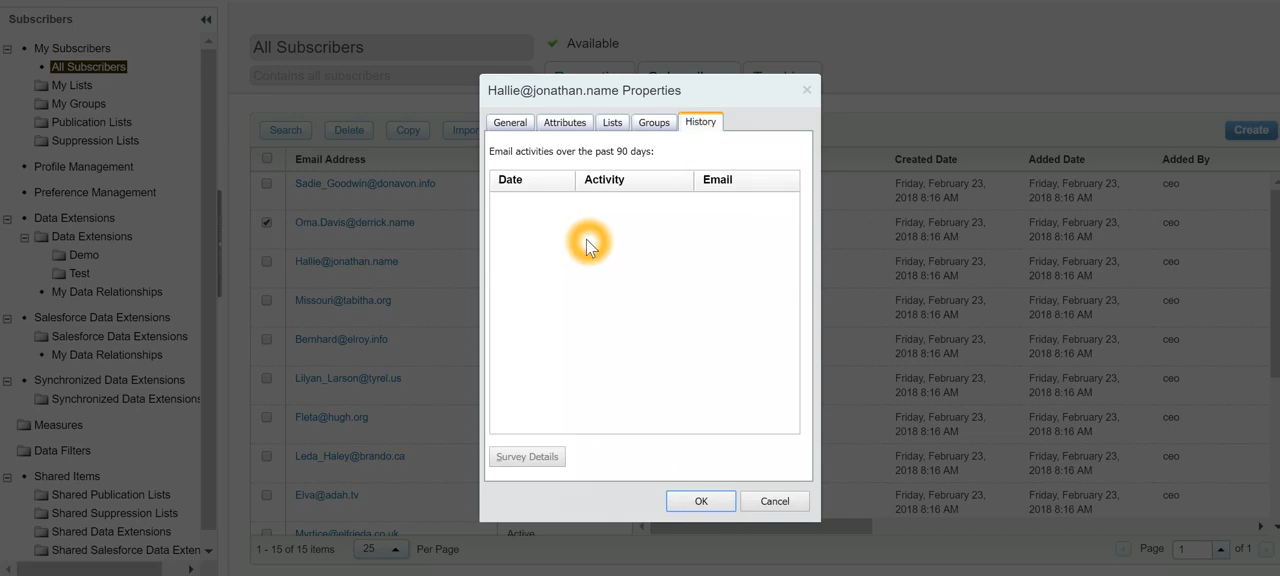 Subscribers
My Subscribers
All Subscribers
My Lists
My Groups
Publication Lists
Suppression Lists
Profile Management
Preference Management
Data Extensions
Data Extensions
Demo
Test
My Data Relationships
Salesforce Data Extensions
Salesforce Data Extensions
My Data Relationships
Synchronized Data Extensions
Synchronized Data Extensions
Measures
Data Filters
Shared Items
Shared Publication Lists
Shared Suppression Lists
Shared Data Extensions
Shared Salesforce Data Exten
All Subscribers
Available
Contains all subscribers
Search Delete Copy Impor Create
Email Address Created Date Added Date Added By
Sadie_Goodwin@donavon.info Friday, February 23, Friday, February 23, ceo
2018 8:16 AM 2018 8:16 AM
Oma.Davis@derrick.name Friday, February 23, Friday, February 23, ceo
2018 8:16 AM 2018 8:16 AM
Hallie@jonathan.name Friday, February 23, Friday, February 23, ceo
2018 8:16 AM 2018 8:16 AM
Missouri@tabitha.org Friday, February 23, Friday, February 23, ceo
2018 8:16 AM 2018 8:16 AM
Bernhard@elroy.info Friday, February 23, Friday, February 23, ceo
2018 8:16 AM 2018 8:16 AM
Lilyan_Larson@tyrel.us Friday, February 23, Friday, February 23, ceo
2018 8:16 AM 2018 8:16 AM
Fleta@hugh.org Friday, February 23, Friday, February 23, ceo
2018 8:16 AM 2018 8:16 AM
Leda_Haley@brando.ca Friday, February 23, Friday, February 23, ceo
2018 8:16 AM 2018 8:16 AM
Elva@adah.tv Friday, February 23, Friday, February 23, ceo
2018 8:16 AM 2018 8:16 AM
Myrtice@elfrieda.co.uk Active
1 - 15 of 15 items 25 Per Page Page 1 of 1
Hallie@jonathan.name Properties
General Attributes Lists Groups History
Email activities over the past 90 days:
Date Activity Email
Survey Details
OK Cancel